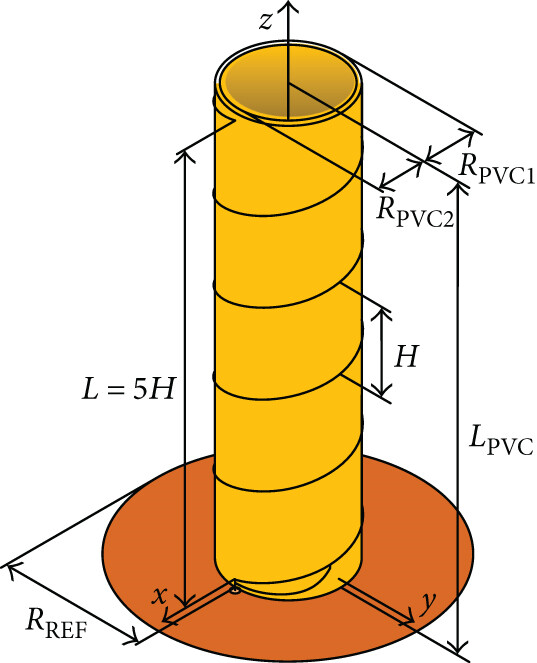 z
R_PVC1
R_PVC2
H
L = 5H
L_PVC
x
y
R_REF